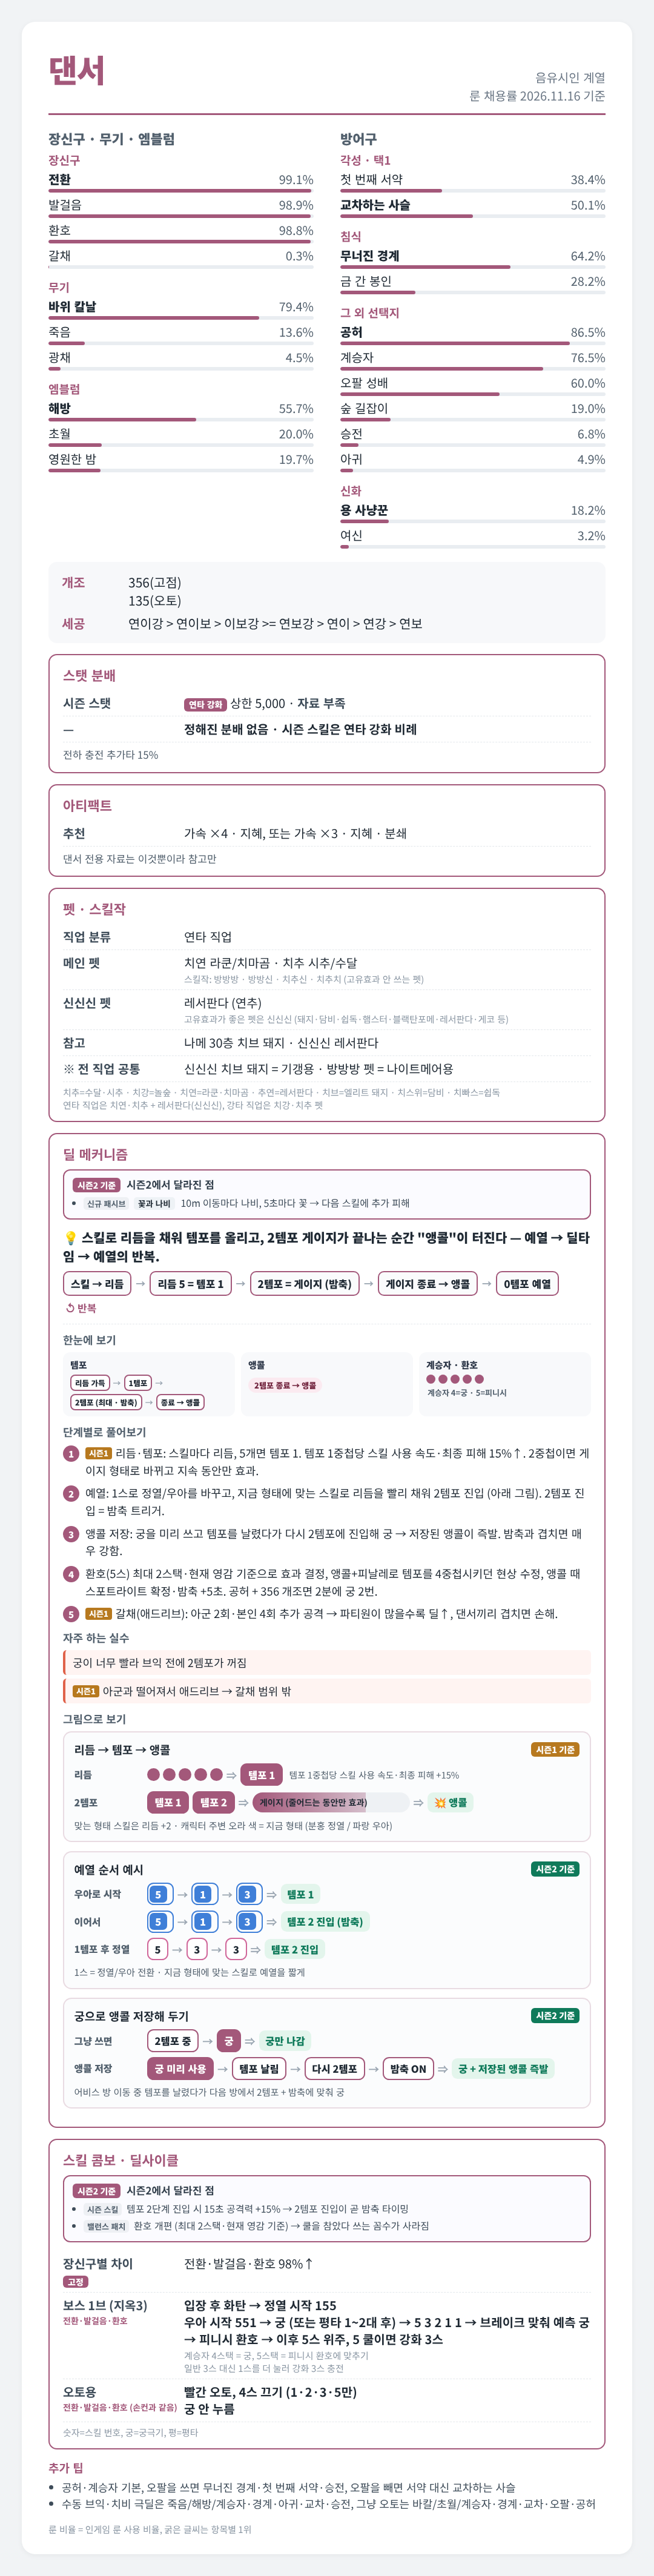 댄서
음유시인 계열
룬 채용률 2026.11.16 기준
장신구 · 무기 · 엠블럼
장신구
전환 99.1%
발걸음 98.9%
환호 98.8%
갈채 0.3%
무기
바위 칼날 79.4%
죽음 13.6%
광채 4.5%
엠블럼
해방 55.7%
초월 20.0%
영원한 밤 19.7%
방어구
각성 · 택1
첫 번째 서약 38.4%
교차하는 사슬 50.1%
침식
무너진 경계 64.2%
금 간 봉인 28.2%
그 외 선택지
공허 86.5%
계승자 76.5%
오팔 성배 60.0%
숲 길잡이 19.0%
승전 6.8%
아귀 4.9%
신화
용 사냥꾼 18.2%
여신 3.2%
개조 356(고점)
135(오토)
세공 연이강 > 연이보 > 이보강 >= 연보강 > 연이 > 연강 > 연보
스탯 분배
시즌 스탯 연타 강화 상한 5,000 · 자료 부족
— 정해진 분배 없음 · 시즌 스킬은 연타 강화 비례
전하 충전 추가타 15%
아티팩트
추천 가속 ×4 · 지혜, 또는 가속 ×3 · 지혜 · 분쇄
댄서 전용 자료는 이것뿐이라 참고만
펫 · 스킬작
직업 분류 연타 직업
메인 펫 치연 라쿤/치마곰 · 치추 시추/수달
스킬작: 방방방 · 방방신 · 치추신 · 치추치 (고유효과 안 쓰는 펫)
신신신 펫 레서판다 (연추)
고유효과가 좋은 펫은 신신신 (돼지·담비·쉽독·햄스터·블랙탄포메·레서판다·게코 등)
참고 나메 30층 치브 돼지 · 신신신 레서판다
※ 전 직업 공통 신신신 치브 돼지 = 기갱용 · 방방방 펫 = 나이트메어용
치추=수달·시추 · 치강=늘숲 · 치연=라쿤·치마곰 · 추연=레서판다 · 치브=엘리트 돼지 · 치스위=담비 · 치빠스=쉽독
연타 직업은 치연·치추 + 레서판다(신신신), 강타 직업은 치강·치추 펫
딜 메커니즘
시즌2 기준 시즌2에서 달라진 점
• 신규 패시브 꽃과 나비 10m 이동마다 나비, 5초마다 꽃 → 다음 스킬에 추가 피해
💡 스킬로 리듬을 채워 템포를 올리고, 2템포 게이지가 끝나는 순간 "앵콜"이 터진다 — 예열 → 딜타
임 → 예열의 반복.
스킬 → 리듬 → 리듬 5 = 템포 1 → 2템포 = 게이지 (밤축) → 게이지 종료 → 앵콜 → 0템포 예열
↺ 반복
한눈에 보기
템포
리듬 가득 → 1템포 →
2템포 (최대 · 밤축) → 종료 → 앵콜
앵콜
2템포 종료 → 앵콜
계승자 · 환호
계승자 4=궁 · 5=피니시
단계별로 풀어보기
1 시즌1 리듬·템포: 스킬마다 리듬, 5개면 템포 1. 템포 1중첩당 스킬 사용 속도·최종 피해 15%↑. 2중첩이면 게
이지 형태로 바뀌고 지속 동안만 효과.
2 예열: 1스로 정열/우아를 바꾸고, 지금 형태에 맞는 스킬로 리듬을 빨리 채워 2템포 진입 (아래 그림). 2템포 진
입 = 밤축 트리거.
3 앵콜 저장: 궁을 미리 쓰고 템포를 날렸다가 다시 2템포에 진입해 궁 → 저장된 앵콜이 즉발. 밤축과 겹치면 매
우 강함.
4 환호(5스) 최대 2스택·현재 영감 기준으로 효과 결정, 앵콜+피날레로 템포를 4중첩시키던 현상 수정, 앵콜 때
스포트라이트 확정·밤축 +5초. 공허 + 356 개조면 2분에 궁 2번.
5 시즌1 갈채(애드리브): 아군 2회·본인 4회 추가 공격 → 파티원이 많을수록 딜↑, 댄서끼리 겹치면 손해.
자주 하는 실수
궁이 너무 빨라 브익 전에 2템포가 꺼짐
시즌1 아군과 떨어져서 애드리브 → 갈채 범위 밖
그림으로 보기
리듬 → 템포 → 앵콜 시즌1 기준
리듬 ⇒ 템포 1 템포 1중첩당 스킬 사용 속도·최종 피해 +15%
2템포 템포 1 템포 2 ⇒ 게이지 (줄어드는 동안만 효과) ⇒ 💥 앵콜
맞는 형태 스킬은 리듬 +2 · 캐릭터 주변 오라 색 = 지금 형태 (분홍 정열 / 파랑 우아)
예열 순서 예시 시즌2 기준
우아로 시작 5 → 1 → 3 ⇒ 템포 1
이어서 5 → 1 → 3 ⇒ 템포 2 진입 (밤축)
1템포 후 정열 5 → 3 → 3 ⇒ 템포 2 진입
1스 = 정열/우아 전환 · 지금 형태에 맞는 스킬로 예열을 짧게
궁으로 앵콜 저장해 두기 시즌2 기준
그냥 쓰면 2템포 중 → 궁 ⇒ 궁만 나감
앵콜 저장 궁 미리 사용 → 템포 날림 → 다시 2템포 → 밤축 ON ⇒ 궁 + 저장된 앵콜 즉발
어비스 방 이동 중 템포를 날렸다가 다음 방에서 2템포 + 밤축에 맞춰 궁
스킬 콤보 · 딜사이클
시즌2 기준 시즌2에서 달라진 점
• 시즌 스킬 템포 2단계 진입 시 15초 공격력 +15% → 2템포 진입이 곧 밤축 타이밍
• 밸런스 패치 환호 개편 (최대 2스택·현재 영감 기준) → 쿨을 참았다 쓰는 꼼수가 사라짐
장신구별 차이 전환·발걸음·환호 98%↑
고정
보스 1브 (지옥3) 입장 후 화탄 → 정열 시작 155
전환·발걸음·환호 우아 시작 551 → 궁 (또는 평타 1~2대 후) → 5 3 2 1 1 → 브레이크 맞춰 예측 궁
→ 피니시 환호 → 이후 5스 위주, 5 쿨이면 강화 3스
계승자 4스택 = 궁, 5스택 = 피니시 환호에 맞추기
일반 3스 대신 1스를 더 눌러 강화 3스 충전
오토용 빨간 오토, 4스 끄기 (1·2·3·5만)
전환·발걸음·환호 (손컨과 같음) 궁 안 누름
숫자=스킬 번호, 궁=궁극기, 평=평타
추가 팁
• 공허·계승자 기본, 오팔을 쓰면 무너진 경계·첫 번째 서약·승전, 오팔을 빼면 서약 대신 교차하는 사슬
• 수동 브익·치비 극딜은 죽음/해방/계승자·경계·아귀·교차·승전, 그냥 오토는 바칼/초월/계승자·경계·교차·오팔·공허
룬 비율 = 인게임 룬 사용 비율, 굵은 글씨는 항목별 1위